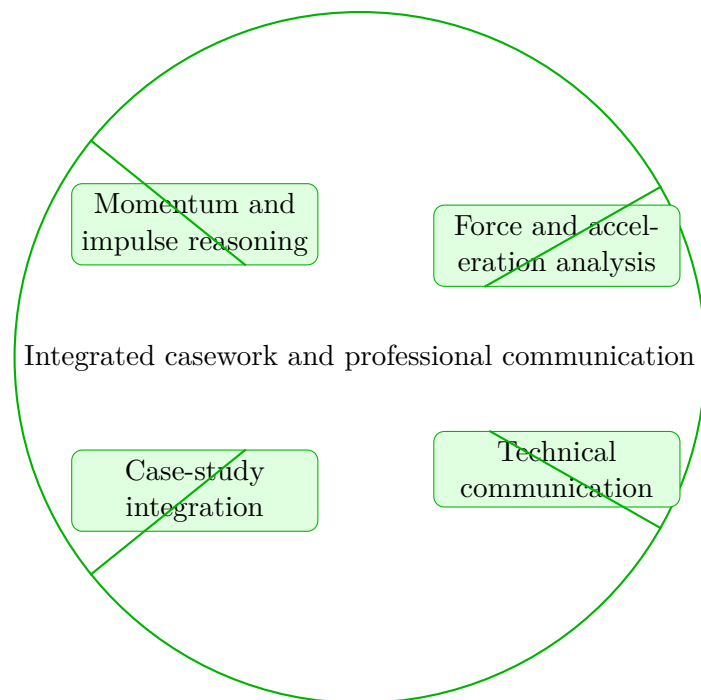 Momentum and
impulse reasoning
Force and accel-
eration analysis
Integrated casework and professional communication
Case-study
integration
Technical
communication